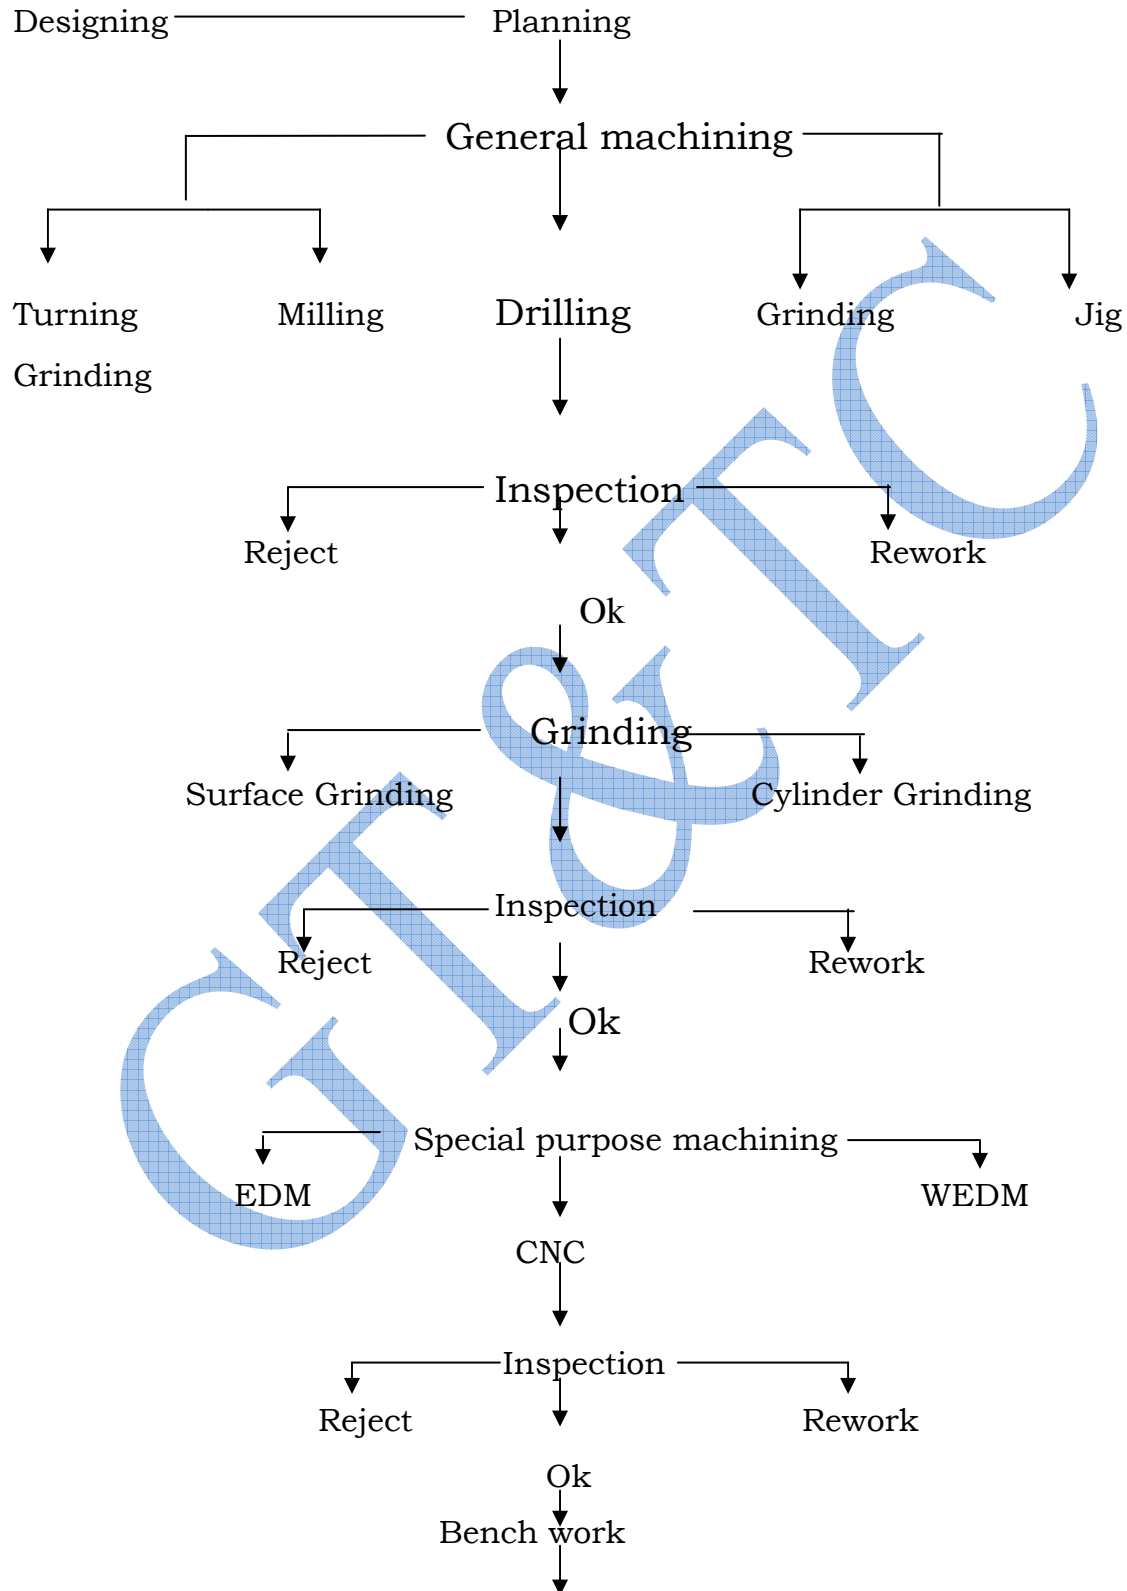 Designing Planning
General machining
Turning Milling Drilling Grinding Jig
Grinding
Inspection
Reject Rework
Ok
Grinding
Surface Grinding Cylinder Grinding
Inspection
Reject Rework
Ok
Special purpose machining
EDM WEDM
CNC
Inspection
Reject Rework
Ok
Bench work
GT&TC